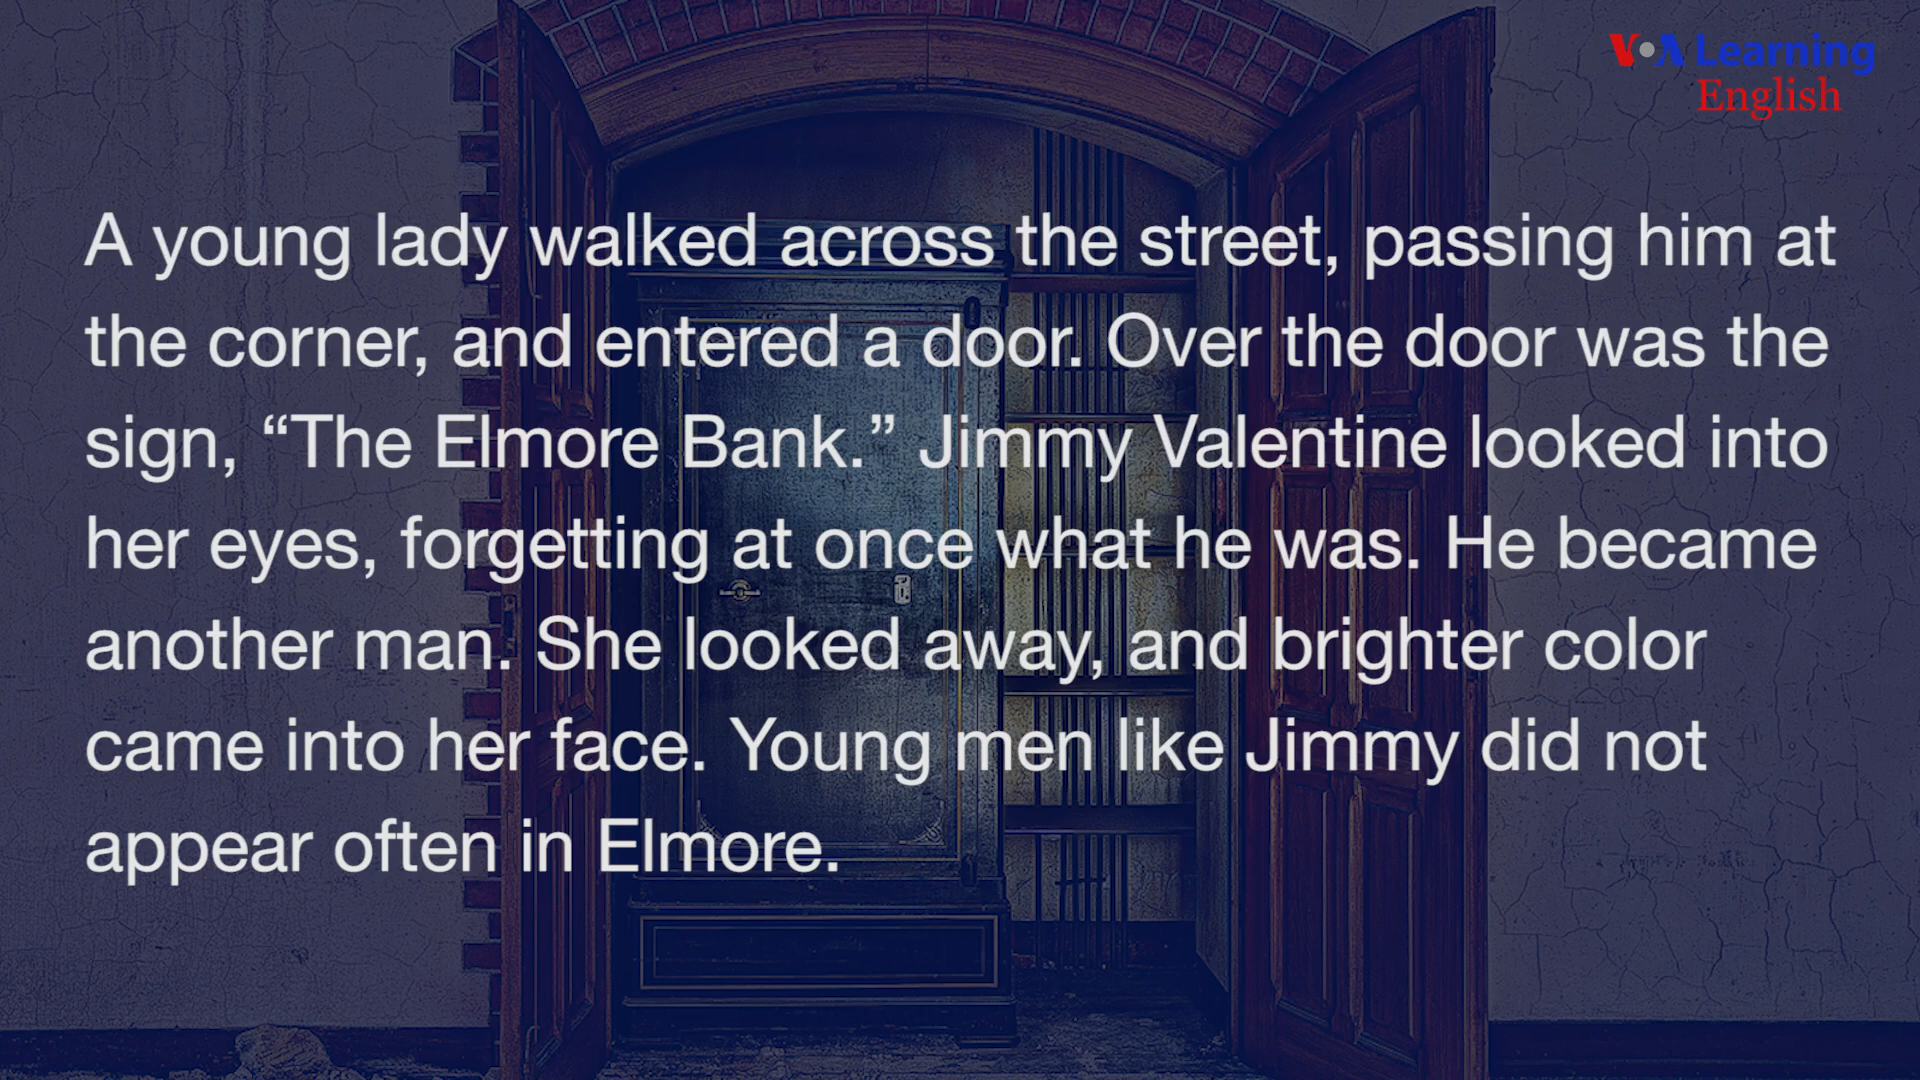 VOA Learning
English
A young lady walked across the street, passing him at
the corner, and entered a door. Over the door was the
sign, “The Elmore Bank.” Jimmy Valentine looked into
her eyes, forgetting at once what he was. He became
another man. She looked away, and brighter color
came into her face. Young men like Jimmy did not
appear often in Elmore.